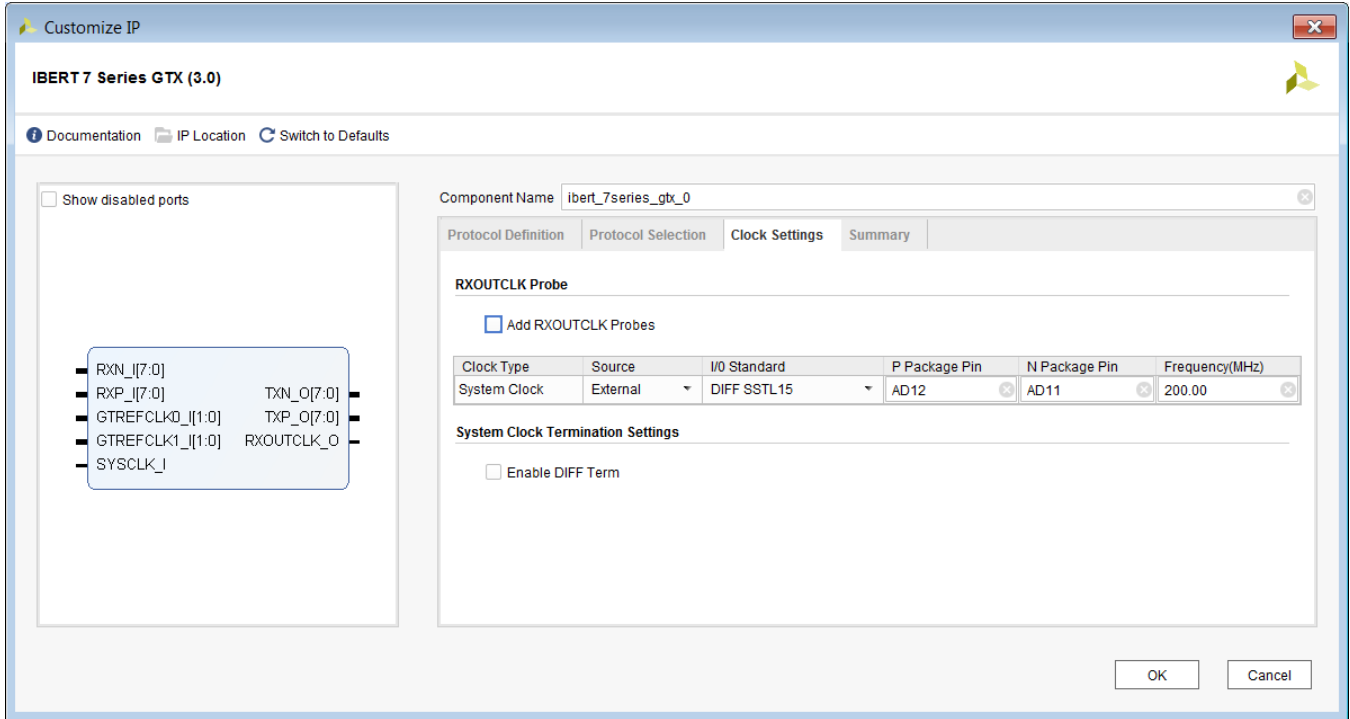 Customize IP
IBERT 7 Series GTX (3.0)
Documentation IP Location Switch to Defaults
Show disabled ports
RXN_I[7:0]
RXP_I[7:0] TXN_O[7:0]
GTREFCLK0_I[1:0] TXP_O[7:0]
GTREFCLK1_I[1:0] RXOUTCLK_O
SYSCLK_I
Component Name ibert_7series_gtx_0
Protocol Definition Protocol Selection Clock Settings Summary
RXOUTCLK Probe
Add RXOUTCLK Probes
Clock Type Source I/0 Standard P Package Pin N Package Pin Frequency(MHz)
System Clock External DIFF SSTL15 AD12 AD11 200.00
System Clock Termination Settings
Enable DIFF Term
OK Cancel